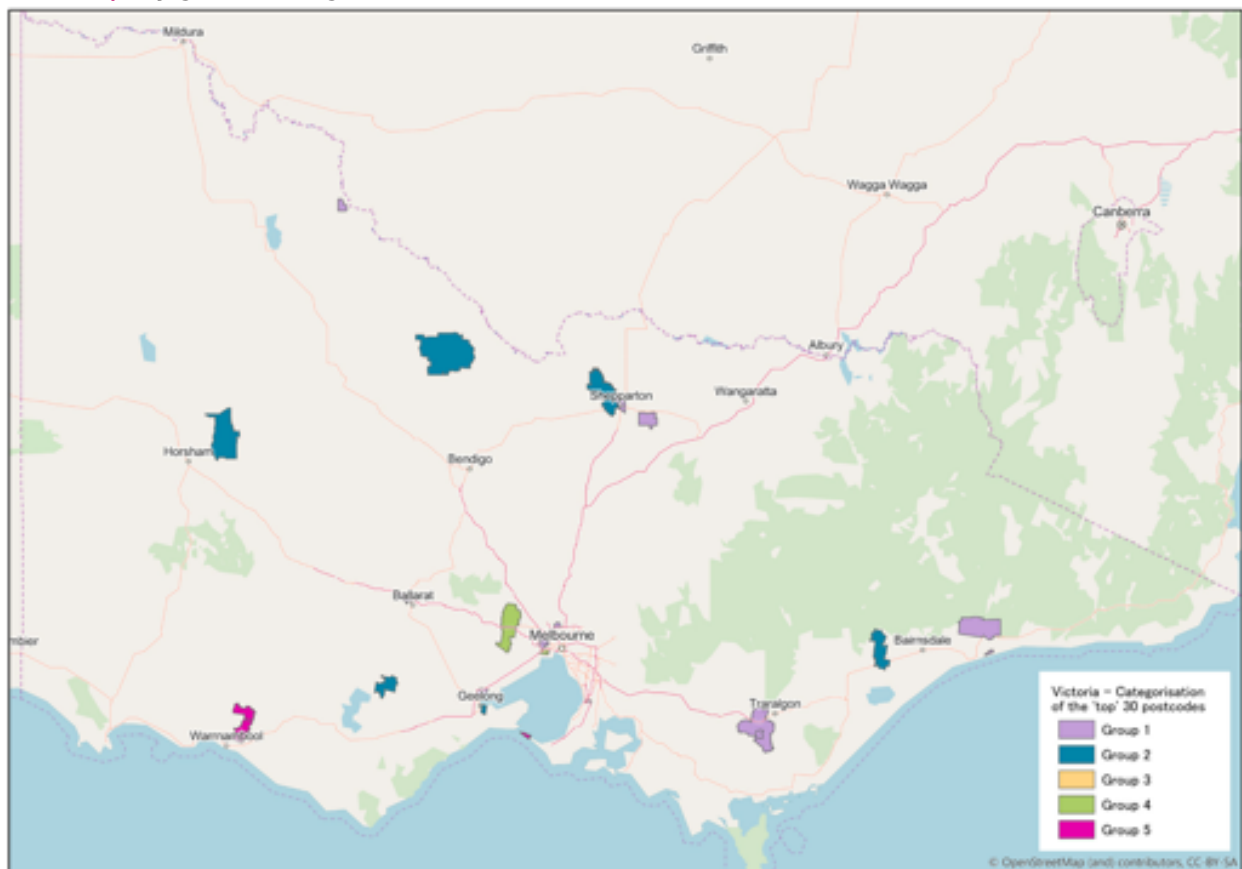 Mildura
Griffith
Wagga Wagga
Canberra
Albury
Shepparton
Wangaratta
Horsham
Bendigo
Ballarat
Melbourne
Bairnsdale
mbier
Geelong
Traralgon
Warrnambool
Victoria - Categorisation
of the 'top' 30 postcodes
Group 1
Group 2
Group 3
Group 4
Group 5
© OpenStreetMap (and) contributors, CC-BY-SA